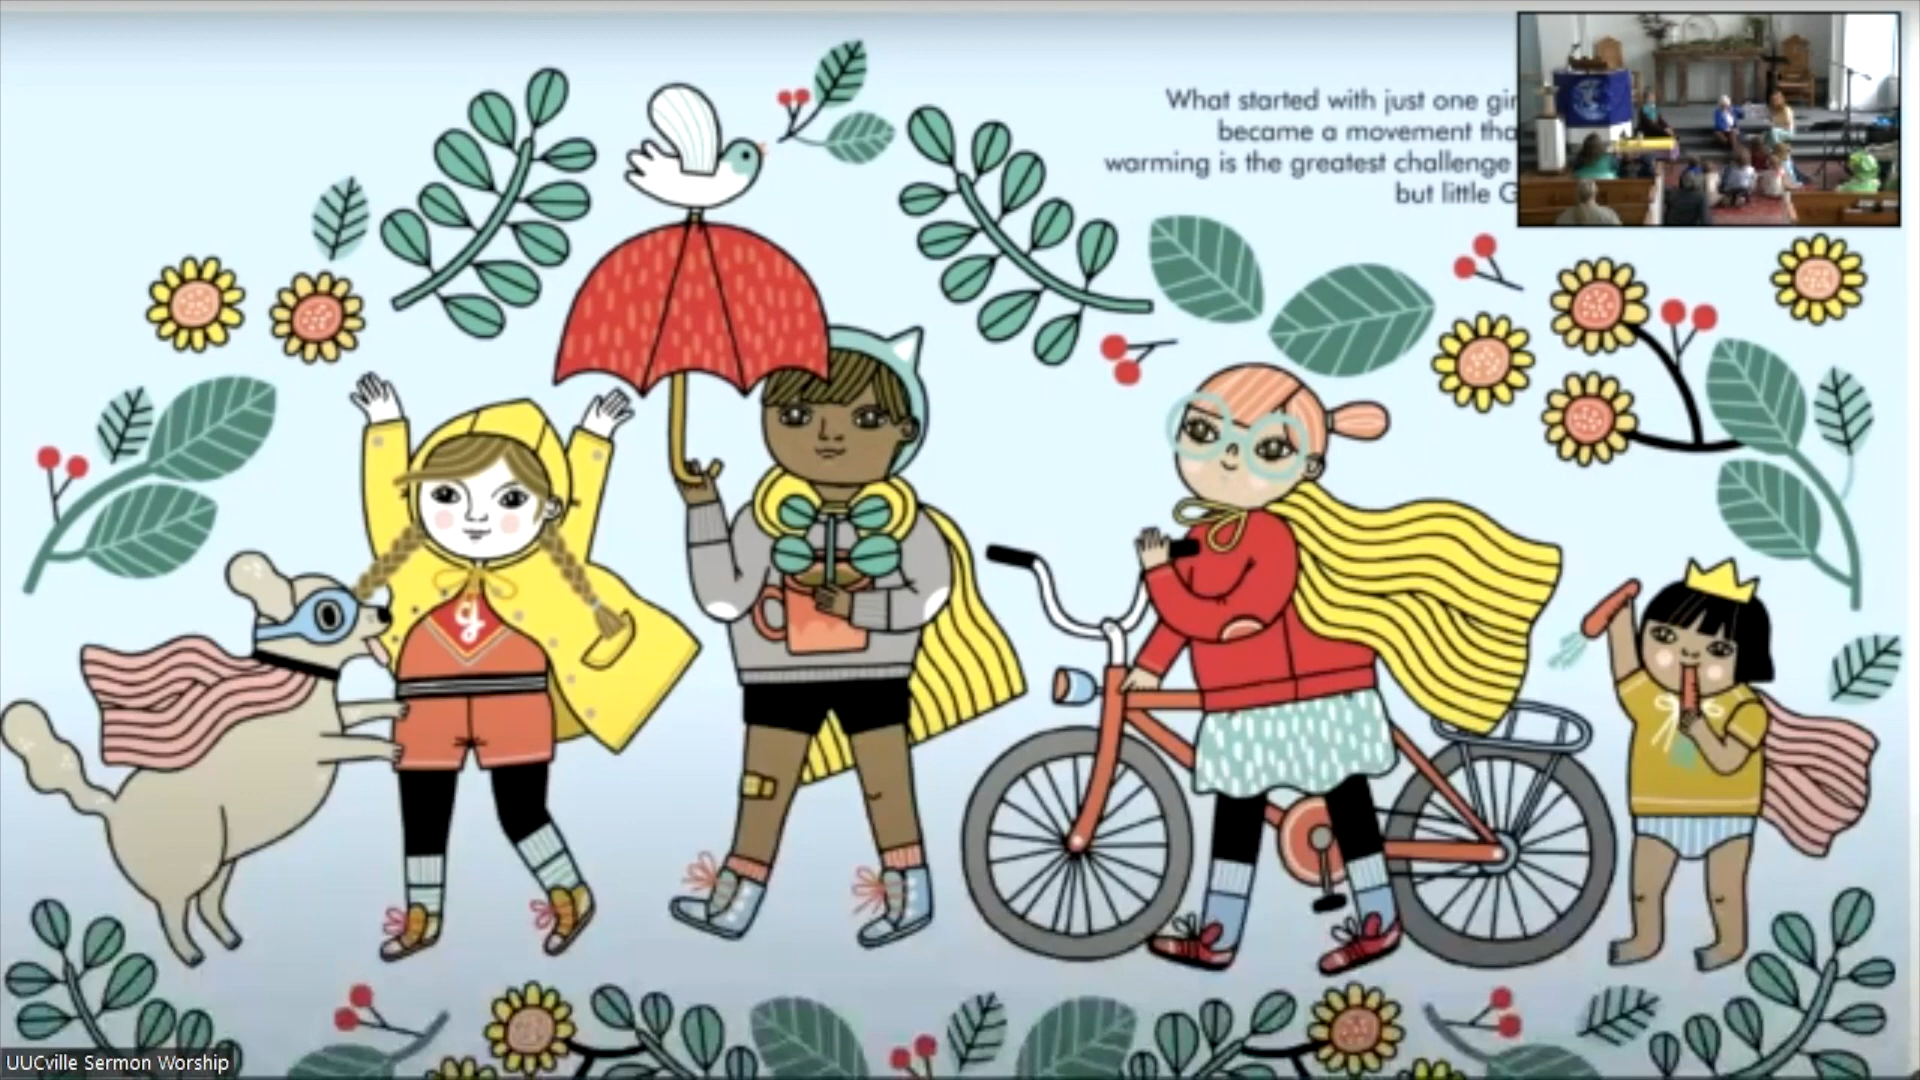 What started with just one gir
became a movement tha
warming is the greatest challenge
but little G
g
UUCville Sermon Worship